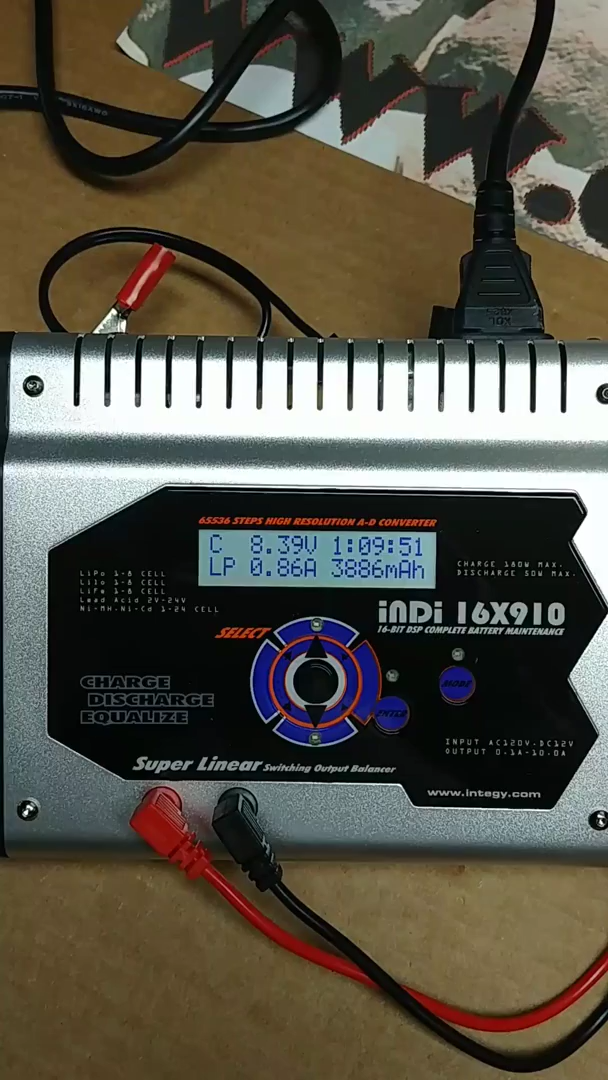 65536 STEPS HIGH RESOLUTION A-D CONVERTER
C 8.39V 1:09:51
LP 0.86A 3886mAh
LiPo 1-8 CELL
LiIo 1-8 CELL
LiFe 1-8 CELL
Lead Acid 2V-24V
Ni-MH.Ni-Cd 1-24 CELL
CHARGE 180W MAX.
DISCHARGE 50W MAX.
iNDi 16X910
16-BIT DSP COMPLETE BATTERY MAINTENANCE
SELECT
MODE
ENTER
CHARGE
DISCHARGE
EQUALIZE
INPUT AC120V.DC12V
OUTPUT 0.1A-10.0A
Super Linear Switching Output Balancer
www.integy.com